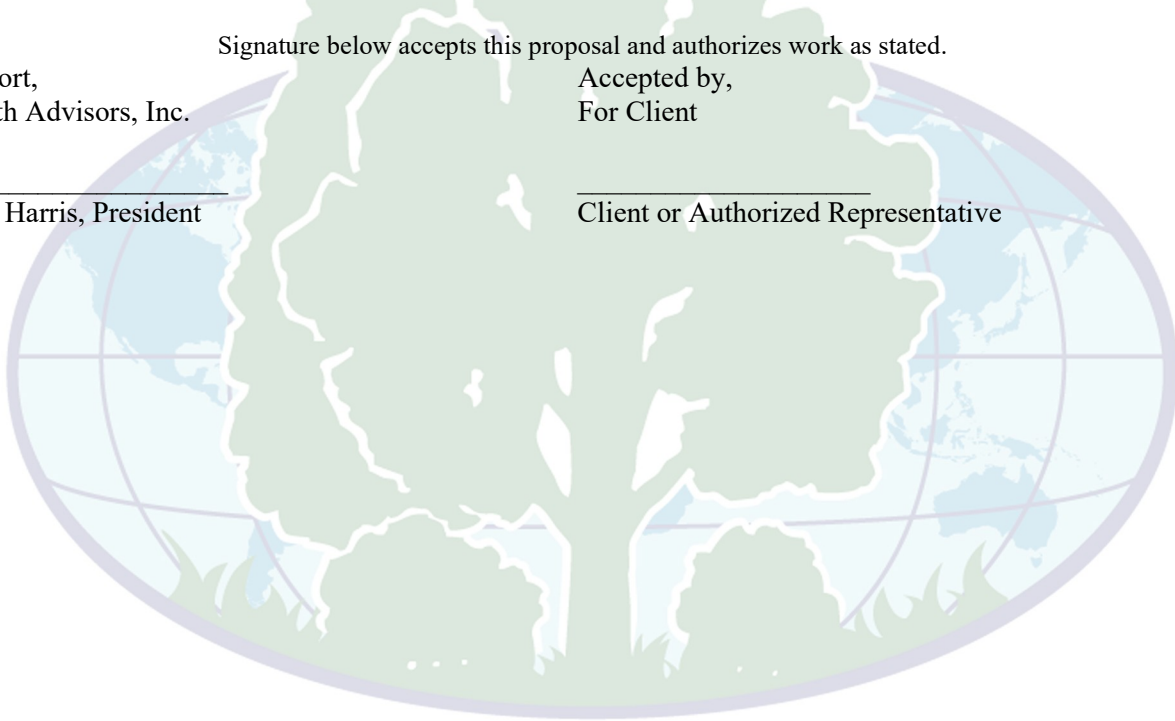 Signature below accepts this proposal and authorizes work as stated.
ort,
th Advisors, Inc.
Accepted by,
For Client
Harris, President
Client or Authorized Representative